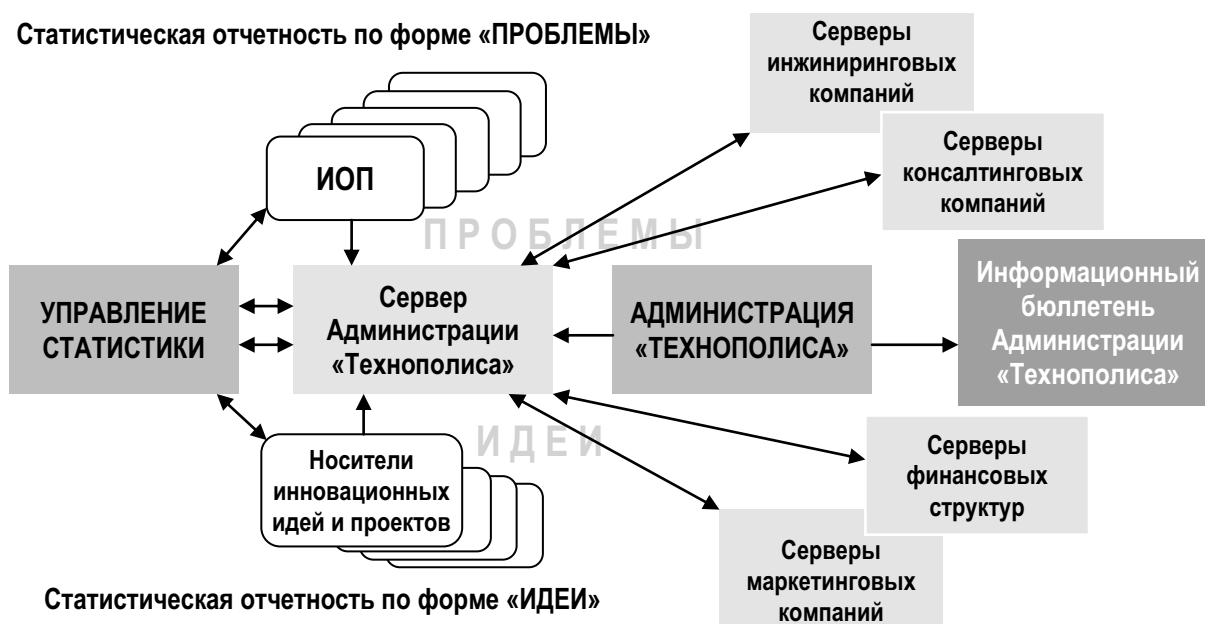 Статистическая отчетность по форме «ПРОБЛЕМЫ»
Серверы
инжиниринговых
компаний
Серверы
консалтинговых
компаний
ИОП
ПРОБЛЕМЫ
УПРАВЛЕНИЕ
СТАТИСТИКИ
Сервер
Администрации
«Технополиса»
АДМИНИСТРАЦИЯ
«ТЕХНОПОЛИСА»
Информационный
бюллетень
Администрации
«Технополиса»
ИДЕИ
Носители
инновационных
идей и проектов
Серверы
финансовых
структур
Серверы
маркетинговых
компаний
Статистическая отчетность по форме «ИДЕИ»